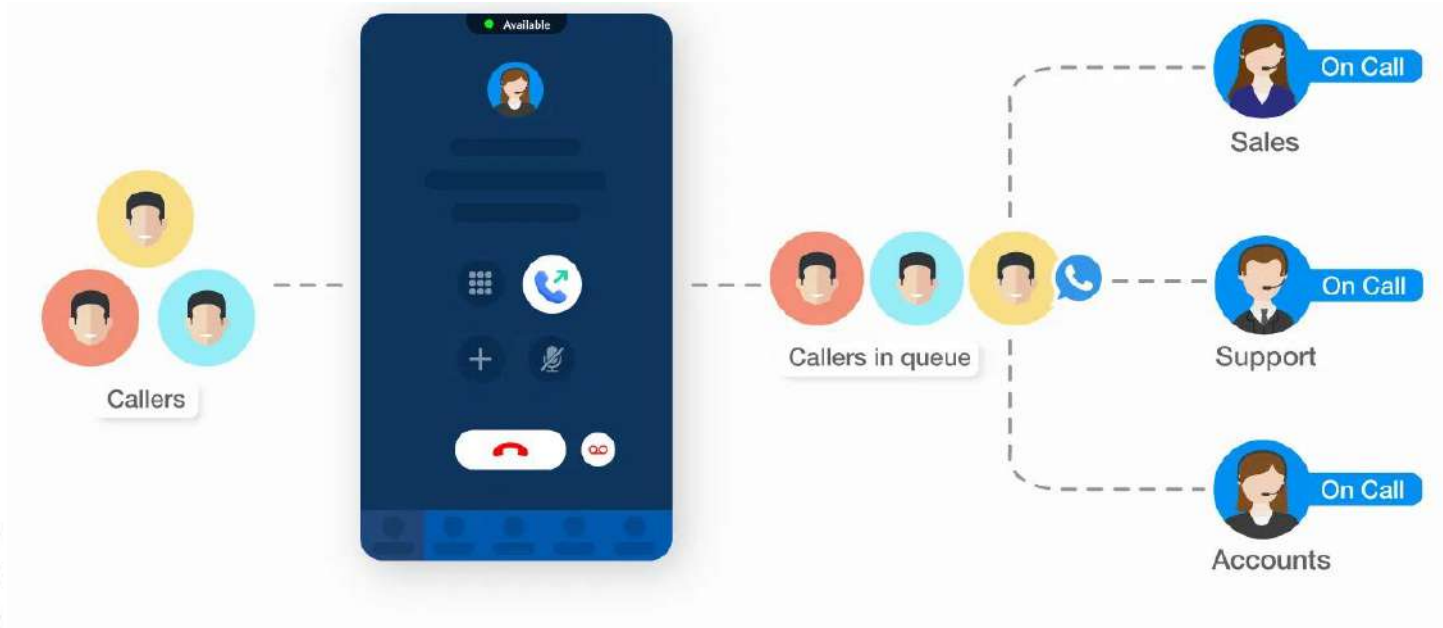 Available
Callers
Callers in queue
On Call
Sales
On Call
Support
On Call
Accounts